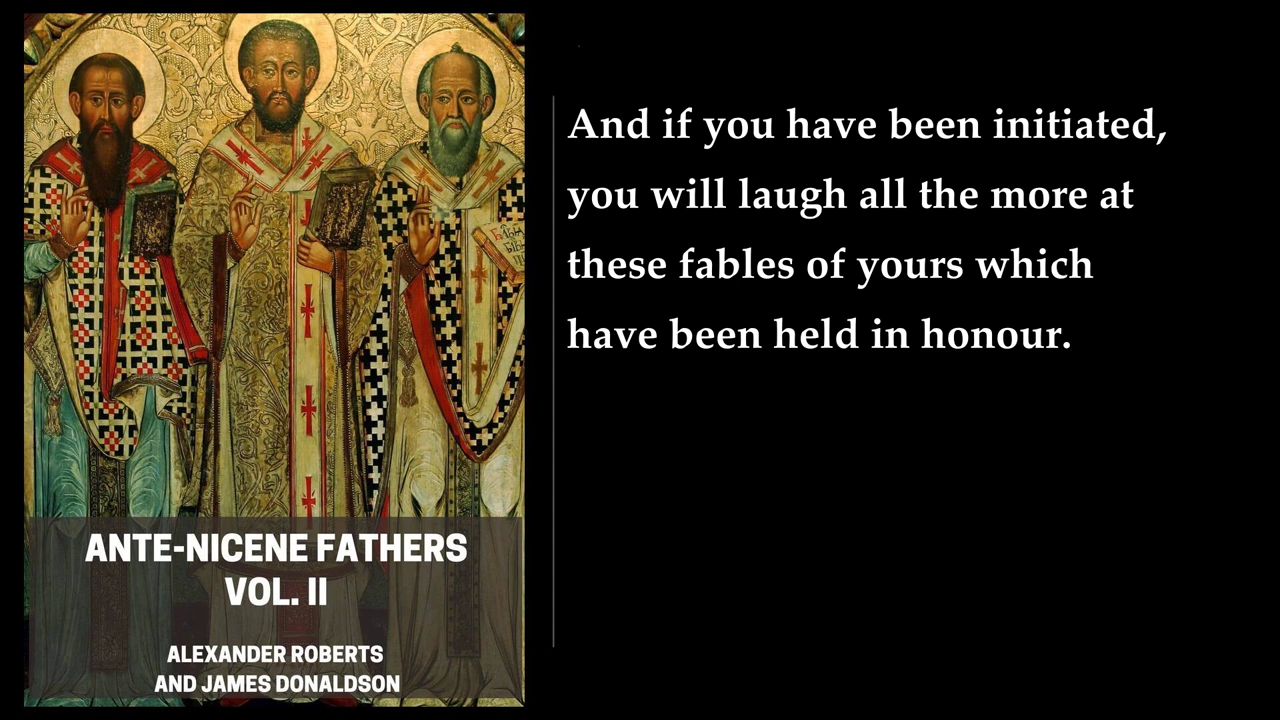 And if you have been initiated,
you will laugh all the more at
these fables of yours which
have been held in honour.
ANTE-NICENE FATHERS
VOL. II
ALEXANDER ROBERTS
AND JAMES DONALDSON